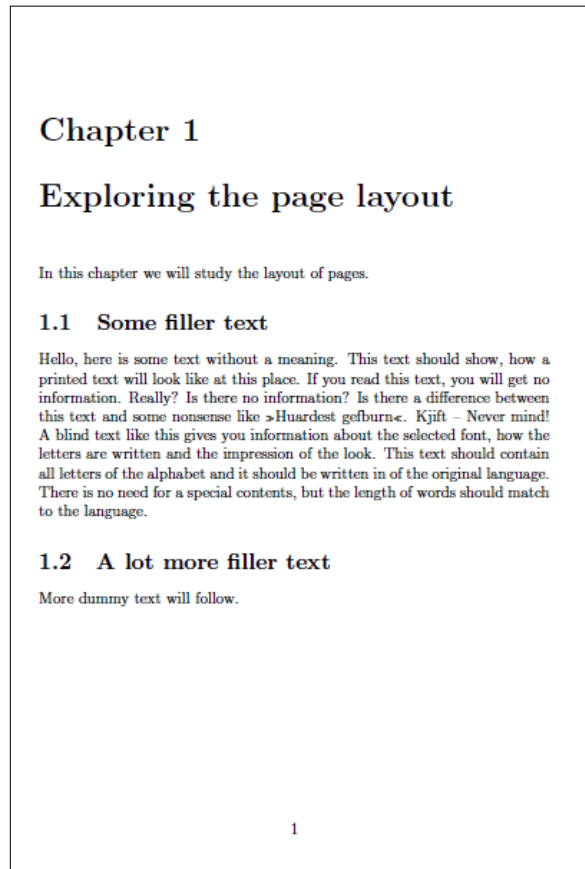 Chapter 1
Exploring the page layout
In this chapter we will study the layout of pages.
1.1 Some filler text
Hello, here is some text without a meaning. This text should show, how a
printed text will look like at this place. If you read this text, you will get no
information. Really? Is there no information? Is there a difference between
this text and some nonsense like »Huardest gefburn«. Kjift – Never mind!
A blind text like this gives you information about the selected font, how the
letters are written and the impression of the look. This text should contain
all letters of the alphabet and it should be written in of the original language.
There is no need for a special contents, but the length of words should match
to the language.
1.2 A lot more filler text
More dummy text will follow.
1